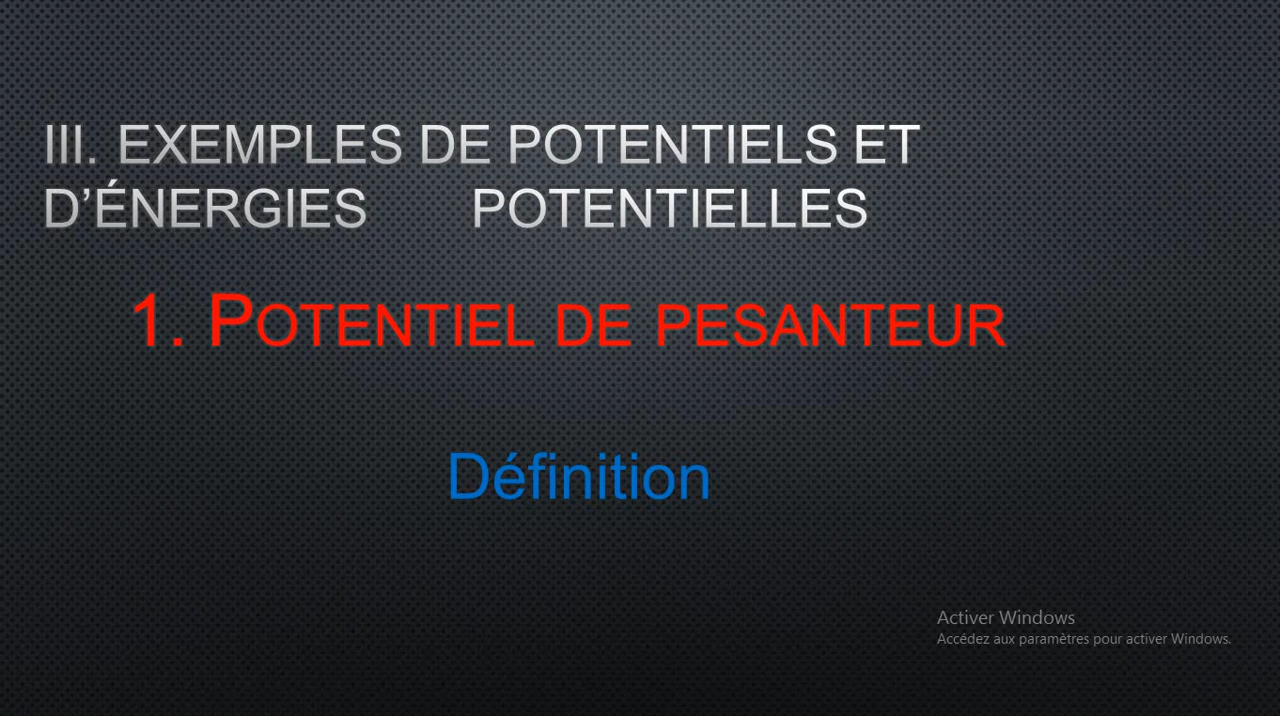 III. EXEMPLES DE POTENTIELS ET
D’ÉNERGIES POTENTIELLES
1. POTENTIEL DE PESANTEUR
Définition
Activer Windows
Accédez aux paramètres pour activer Windows.